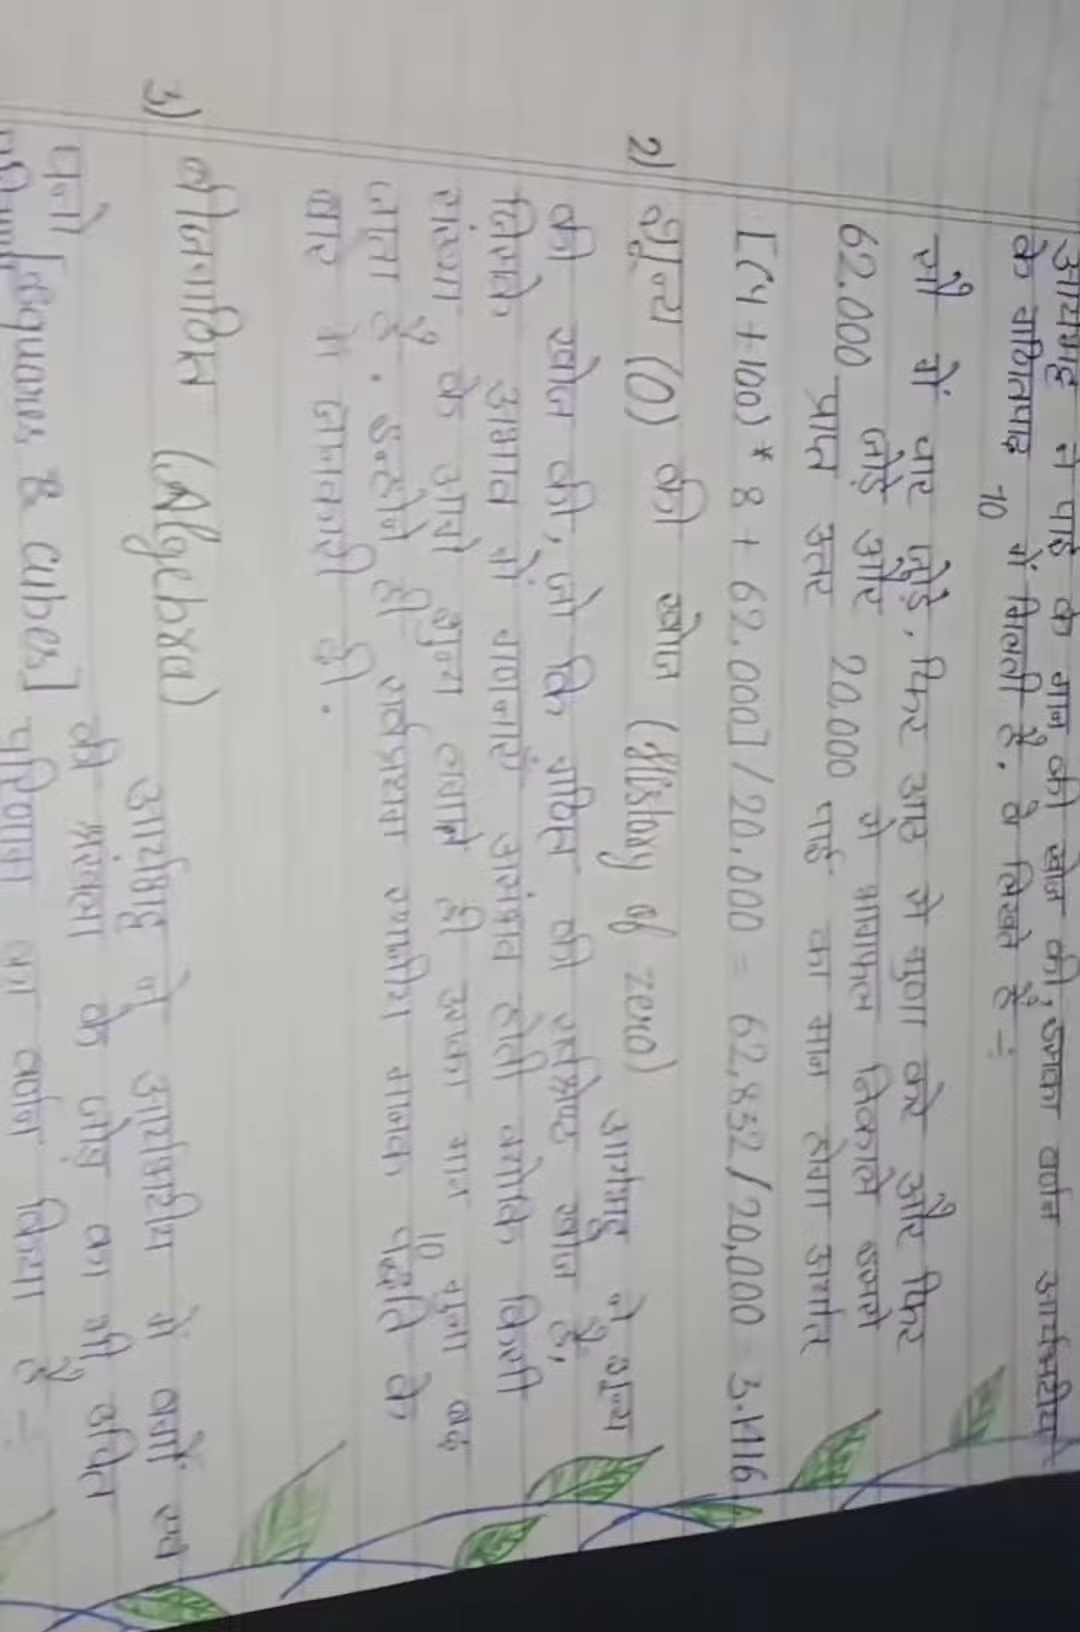 आर्यभट्ट ने पाई के मान की खोज की, इसका वर्णन आर्यभटीय
के गणितपाद 10 में मिलती है. वे लिखते हैं ÷
सौ में चार जोड़े, फिर आठ से गुणा करे और फिर
62.000 जोड़े और 20.000 से भागफल निकाले इससे
प्राप्त उत्तर पाई का मान होगा अर्थात
[(4 + 100) * 8 + 62.000] / 20.000 = 62,832 / 20,000 = 3.1416
2) शून्य (0) की खोज (History of zero)
आर्यभट्ट ने शून्य
की खोज की, जो कि गणित की सर्वश्रेष्ठ खोज है,
जिसके अभाव में गणनाएँ असंभव होती क्योकि किसी
संख्या के आगे शून्य लगाते ही उसका मान 10 गुना बढ़
जाता है. इन्होने ही सर्वप्रथम स्थानीय मानक पद्धति के
बारे में जानकारी दी.
3) बीजगणित (Algebra)
आर्यभट्ट ने आर्यभटीय में वर्गों एवं
घनो की श्रंखला के जोड़ का भी उचित
[squares & cubes] परिणाम का वर्णन किया है ÷